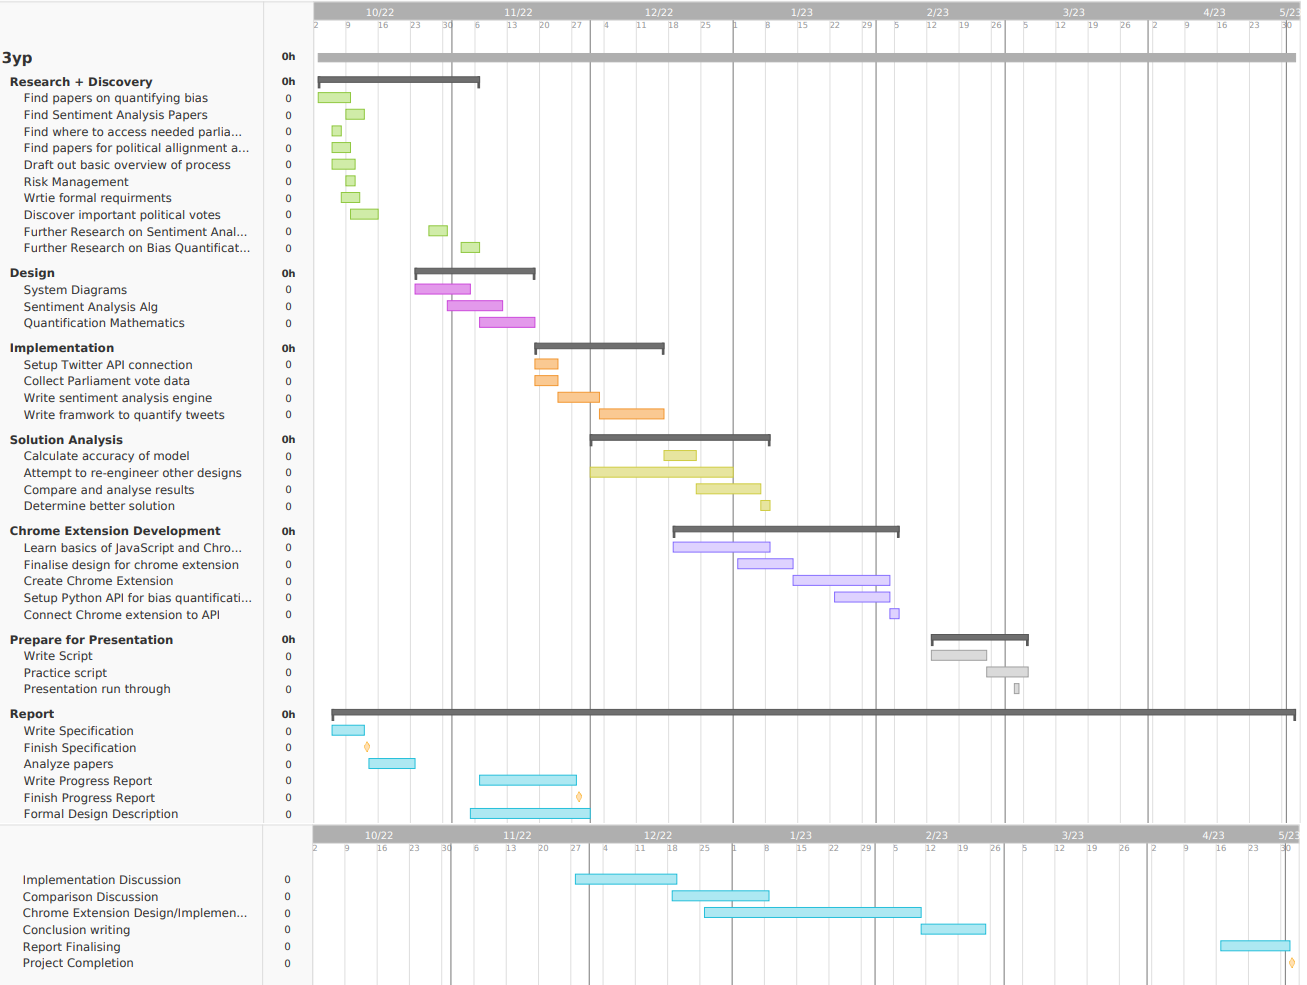 10/22 11/22 12/22 1/23 2/23 3/23 4/23 5/23
2 9 16 23 30 6 13 20 27 4 11 18 25 1 8 15 22 29 5 12 19 26 5 12 19 26 2 9 16 23 30
3yp 0h
Research + Discovery 0h
Find papers on quantifying bias 0
Find Sentiment Analysis Papers 0
Find where to access needed parlia... 0
Find papers for political allignment a... 0
Draft out basic overview of process 0
Risk Management 0
Wrtie formal requirments 0
Discover important political votes 0
Further Research on Sentiment Anal... 0
Further Research on Bias Quantificat... 0
Design 0h
System Diagrams 0
Sentiment Analysis Alg 0
Quantification Mathematics 0
Implementation 0h
Setup Twitter API connection 0
Collect Parliament vote data 0
Write sentiment analysis engine 0
Write framwork to quantify tweets 0
Solution Analysis 0h
Calculate accuracy of model 0
Attempt to re-engineer other designs 0
Compare and analyse results 0
Determine better solution 0
Chrome Extension Development 0h
Learn basics of JavaScript and Chro... 0
Finalise design for chrome extension 0
Create Chrome Extension 0
Setup Python API for bias quantificati... 0
Connect Chrome extension to API 0
Prepare for Presentation 0h
Write Script 0
Practice script 0
Presentation run through 0
Report 0h
Write Specification 0
Finish Specification 0
Analyze papers 0
Write Progress Report 0
Finish Progress Report 0
Formal Design Description 0
10/22 11/22 12/22 1/23 2/23 3/23 4/23 5/23
2 9 16 23 30 6 13 20 27 4 11 18 25 1 8 15 22 29 5 12 19 26 5 12 19 26 2 9 16 23 30
Implementation Discussion 0
Comparison Discussion 0
Chrome Extension Design/Implemen... 0
Conclusion writing 0
Report Finalising 0
Project Completion 0